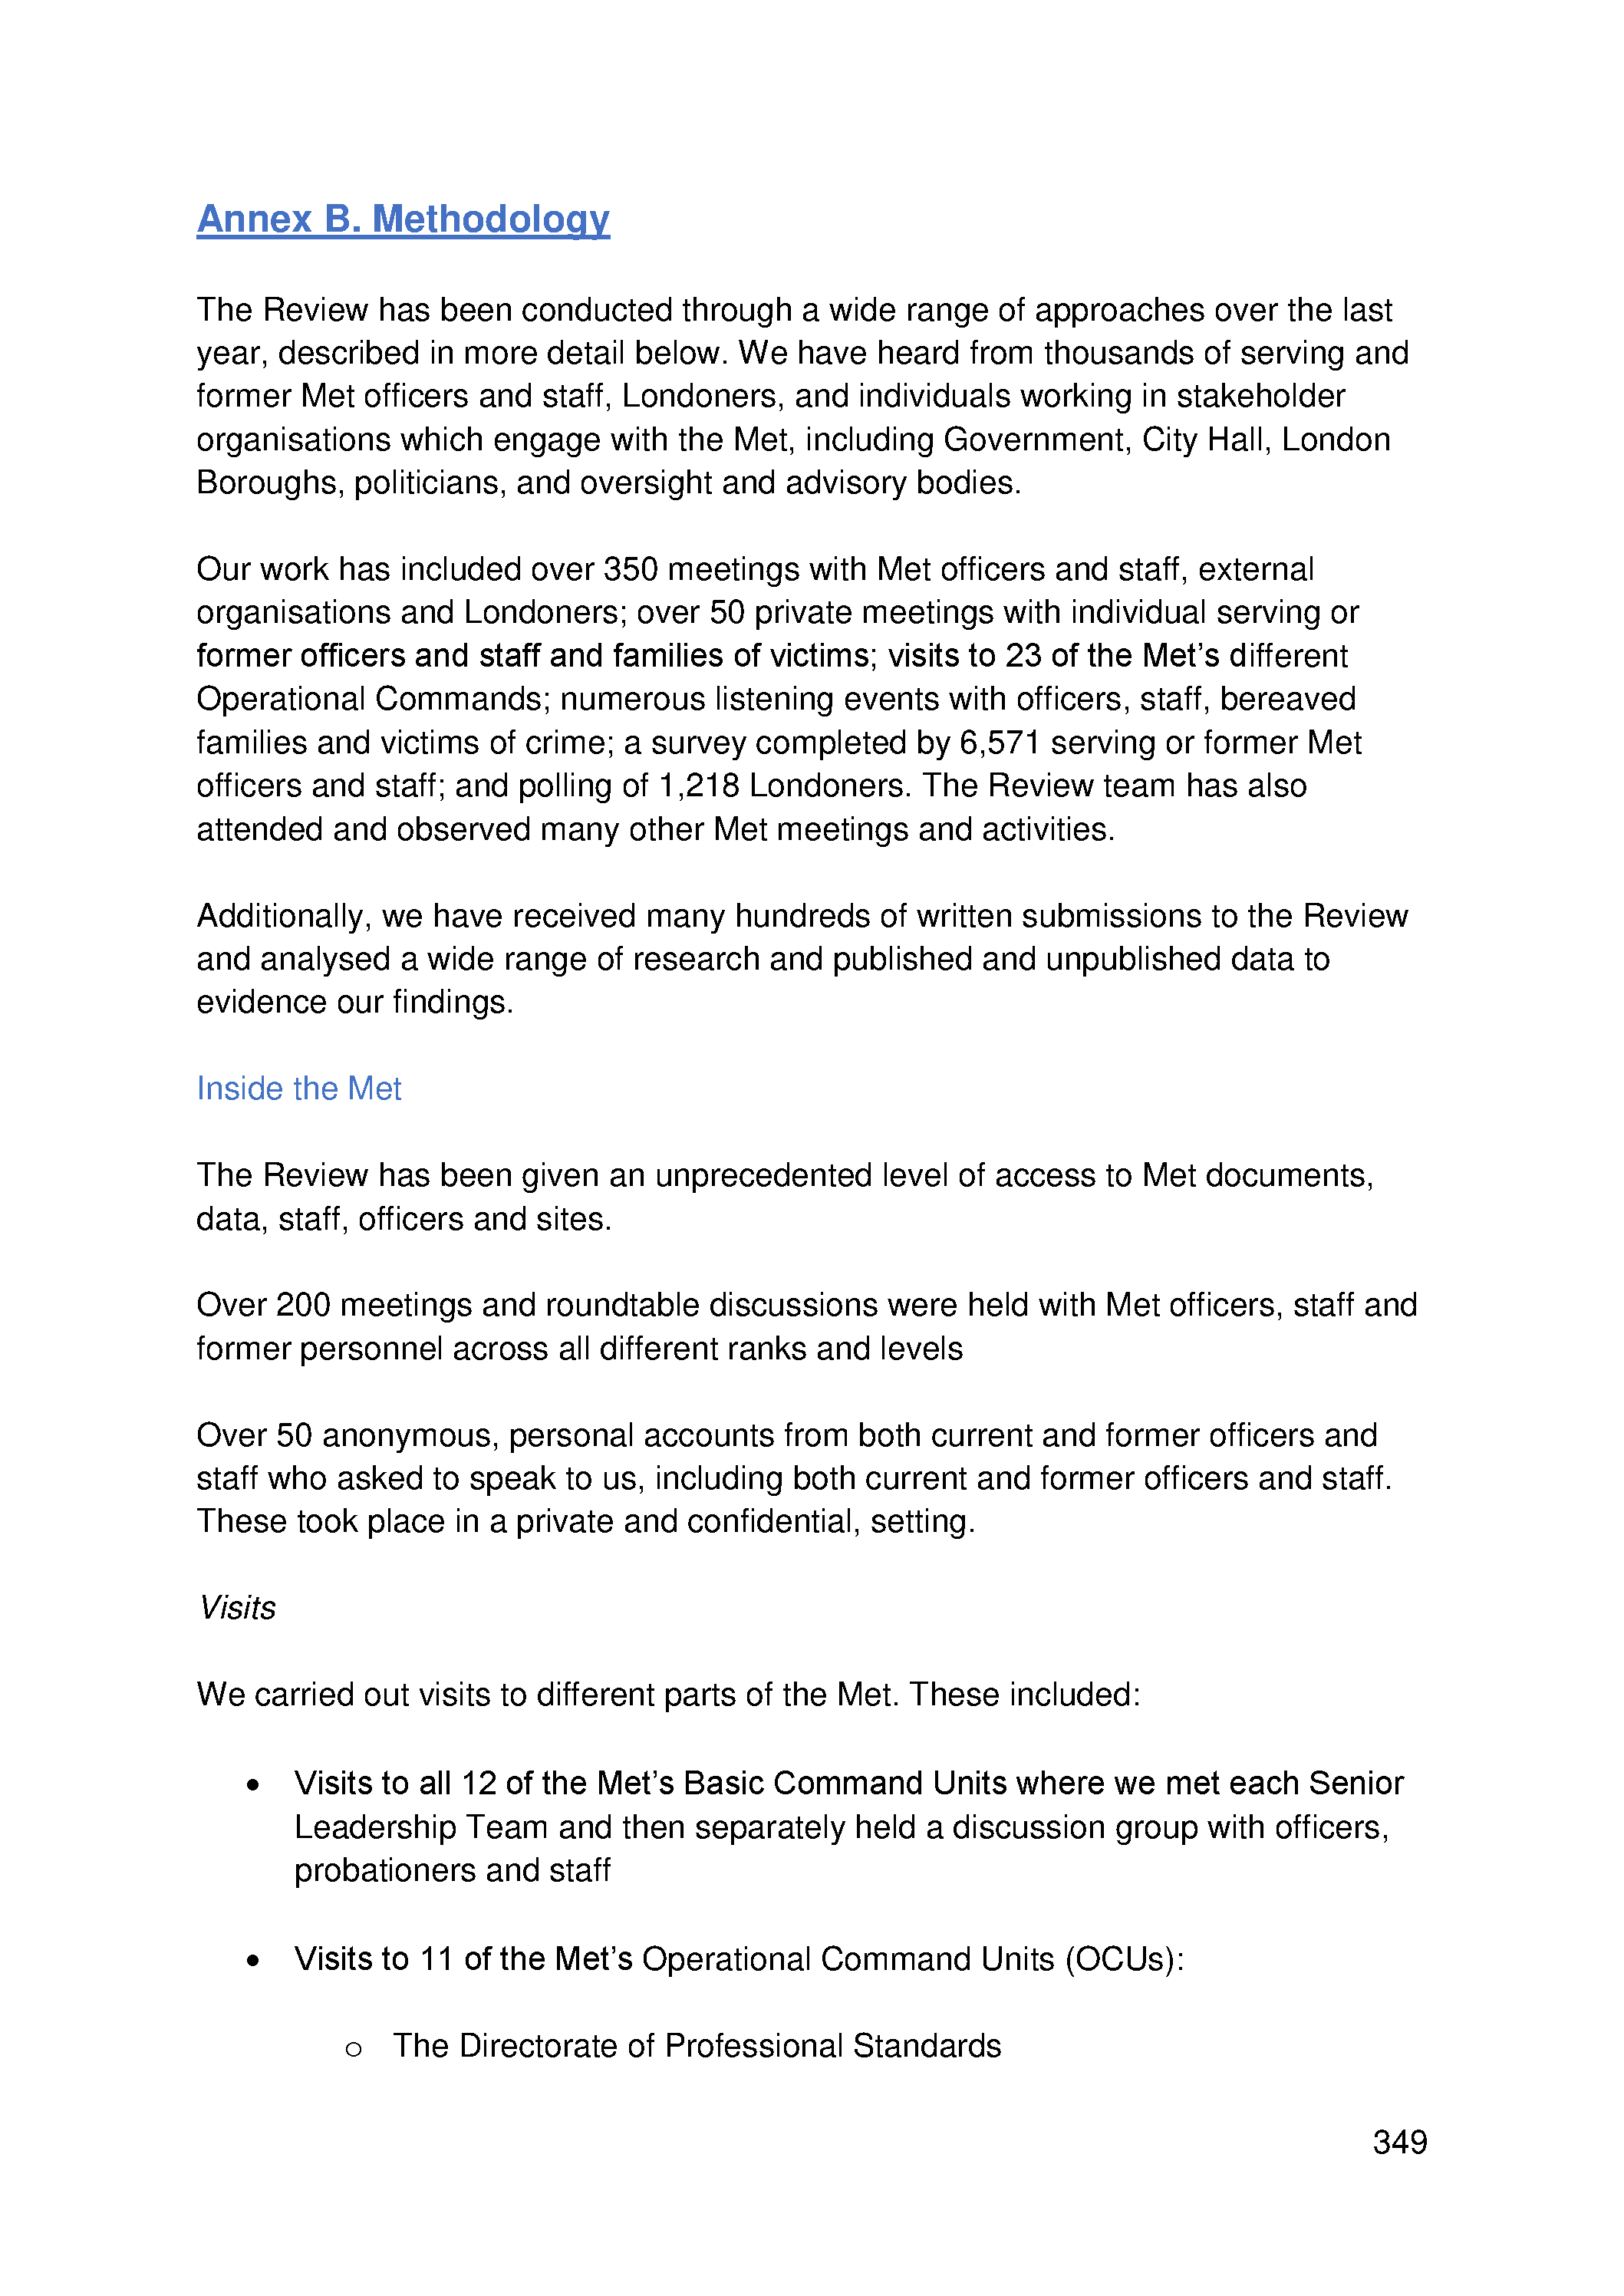 Annex B. Methodology
The Review has been conducted through a wide range of approaches over the last
year, described in more detail below. We have heard from thousands of serving and
former Met officers and staff, Londoners, and individuals working in stakeholder
organisations which engage with the Met, including Government, City Hall, London
Boroughs, politicians, and oversight and advisory bodies.
Our work has included over 350 meetings with Met officers and staff, external
organisations and Londoners; over 50 private meetings with individual serving or
former officers and staff and families of victims; visits to 23 of the Met’s different
Operational Commands; numerous listening events with officers, staff, bereaved
families and victims of crime; a survey completed by 6,571 serving or former Met
officers and staff; and polling of 1,218 Londoners. The Review team has also
attended and observed many other Met meetings and activities.
Additionally, we have received many hundreds of written submissions to the Review
and analysed a wide range of research and published and unpublished data to
evidence our findings.
Inside the Met
The Review has been given an unprecedented level of access to Met documents,
data, staff, officers and sites.
Over 200 meetings and roundtable discussions were held with Met officers, staff and
former personnel across all different ranks and levels
Over 50 anonymous, personal accounts from both current and former officers and
staff who asked to speak to us, including both current and former officers and staff.
These took place in a private and confidential, setting.
Visits
We carried out visits to different parts of the Met. These included:
• Visits to all 12 of the Met’s Basic Command Units where we met each Senior
Leadership Team and then separately held a discussion group with officers,
probationers and staff
• Visits to 11 of the Met’s Operational Command Units (OCUs):
o The Directorate of Professional Standards
349